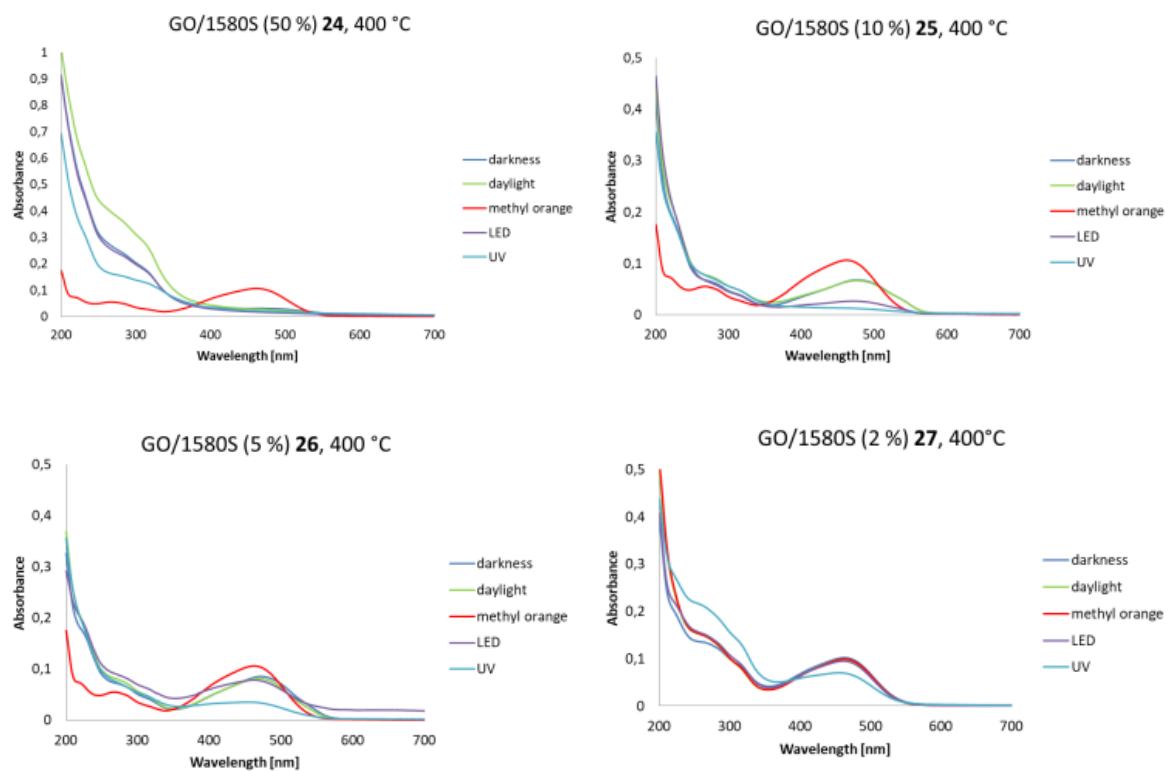 GO/1580S (50 %) 24, 400 °C
1
0,9
0,8
0,7
0,6
0,5
0,4
0,3
0,2
0,1
0
Absorbance
200 300 400 500 600 700
Wavelength [nm]
darkness
daylight
methyl orange
LED
UV
GO/1580S (10 %) 25, 400 °C
0,5
0,4
0,3
0,2
0,1
0
Absorbance
200 300 400 500 600 700
Wavelength [nm]
darkness
daylight
methyl orange
LED
UV
GO/1580S (5 %) 26, 400 °C
0,5
0,4
0,3
0,2
0,1
0
Absorbance
200 300 400 500 600 700
Wavelength [nm]
darkness
daylight
methyl orange
LED
UV
GO/1580S (2 %) 27, 400°C
0,5
0,4
0,3
0,2
0,1
0
Absorbance
200 300 400 500 600 700
Wavelength [nm]
darkness
daylight
methyl orange
LED
UV